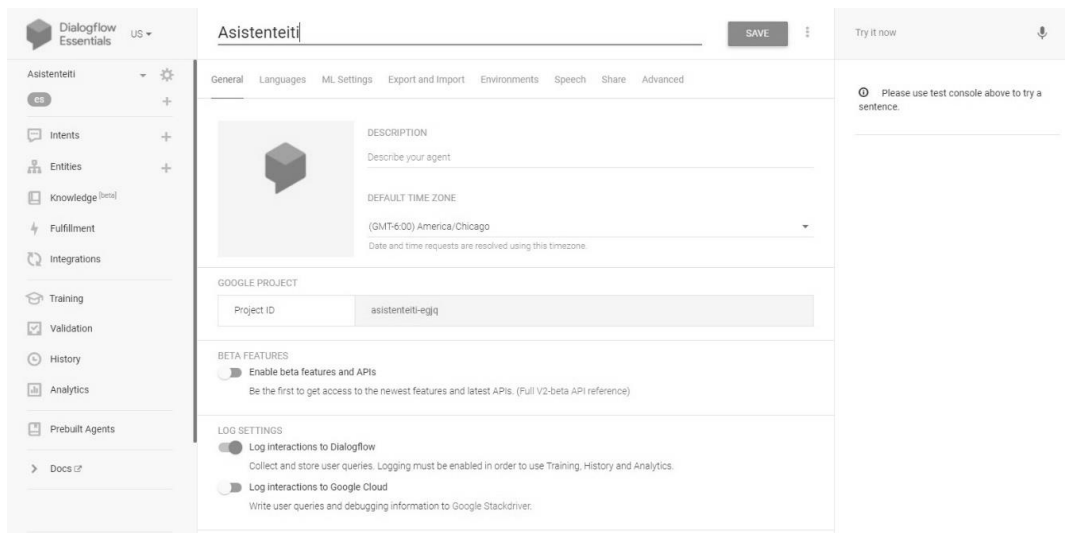 Dialogflow
Essentials
US
Asistenteiti
es
Intents
Entities
Knowledge [beta]
Fulfillment
Integrations
Training
Validation
History
Analytics
Prebuilt Agents
Docs
Asistenteiti
SAVE
General Languages ML Settings Export and Import Environments Speech Share Advanced
DESCRIPTION
Describe your agent
DEFAULT TIME ZONE
(GMT-6:00) America/Chicago
Date and time requests are resolved using this timezone.
GOOGLE PROJECT
Project ID asistenteiti-egjq
BETA FEATURES
Enable beta features and APIs
Be the first to get access to the newest features and latest APIs. (Full V2-beta API reference)
LOG SETTINGS
Log interactions to Dialogflow
Collect and store user queries. Logging must be enabled in order to use Training, History and Analytics.
Log interactions to Google Cloud
Write user queries and debugging information to Google Stackdriver.
Try it now
Please use test console above to try a
sentence.